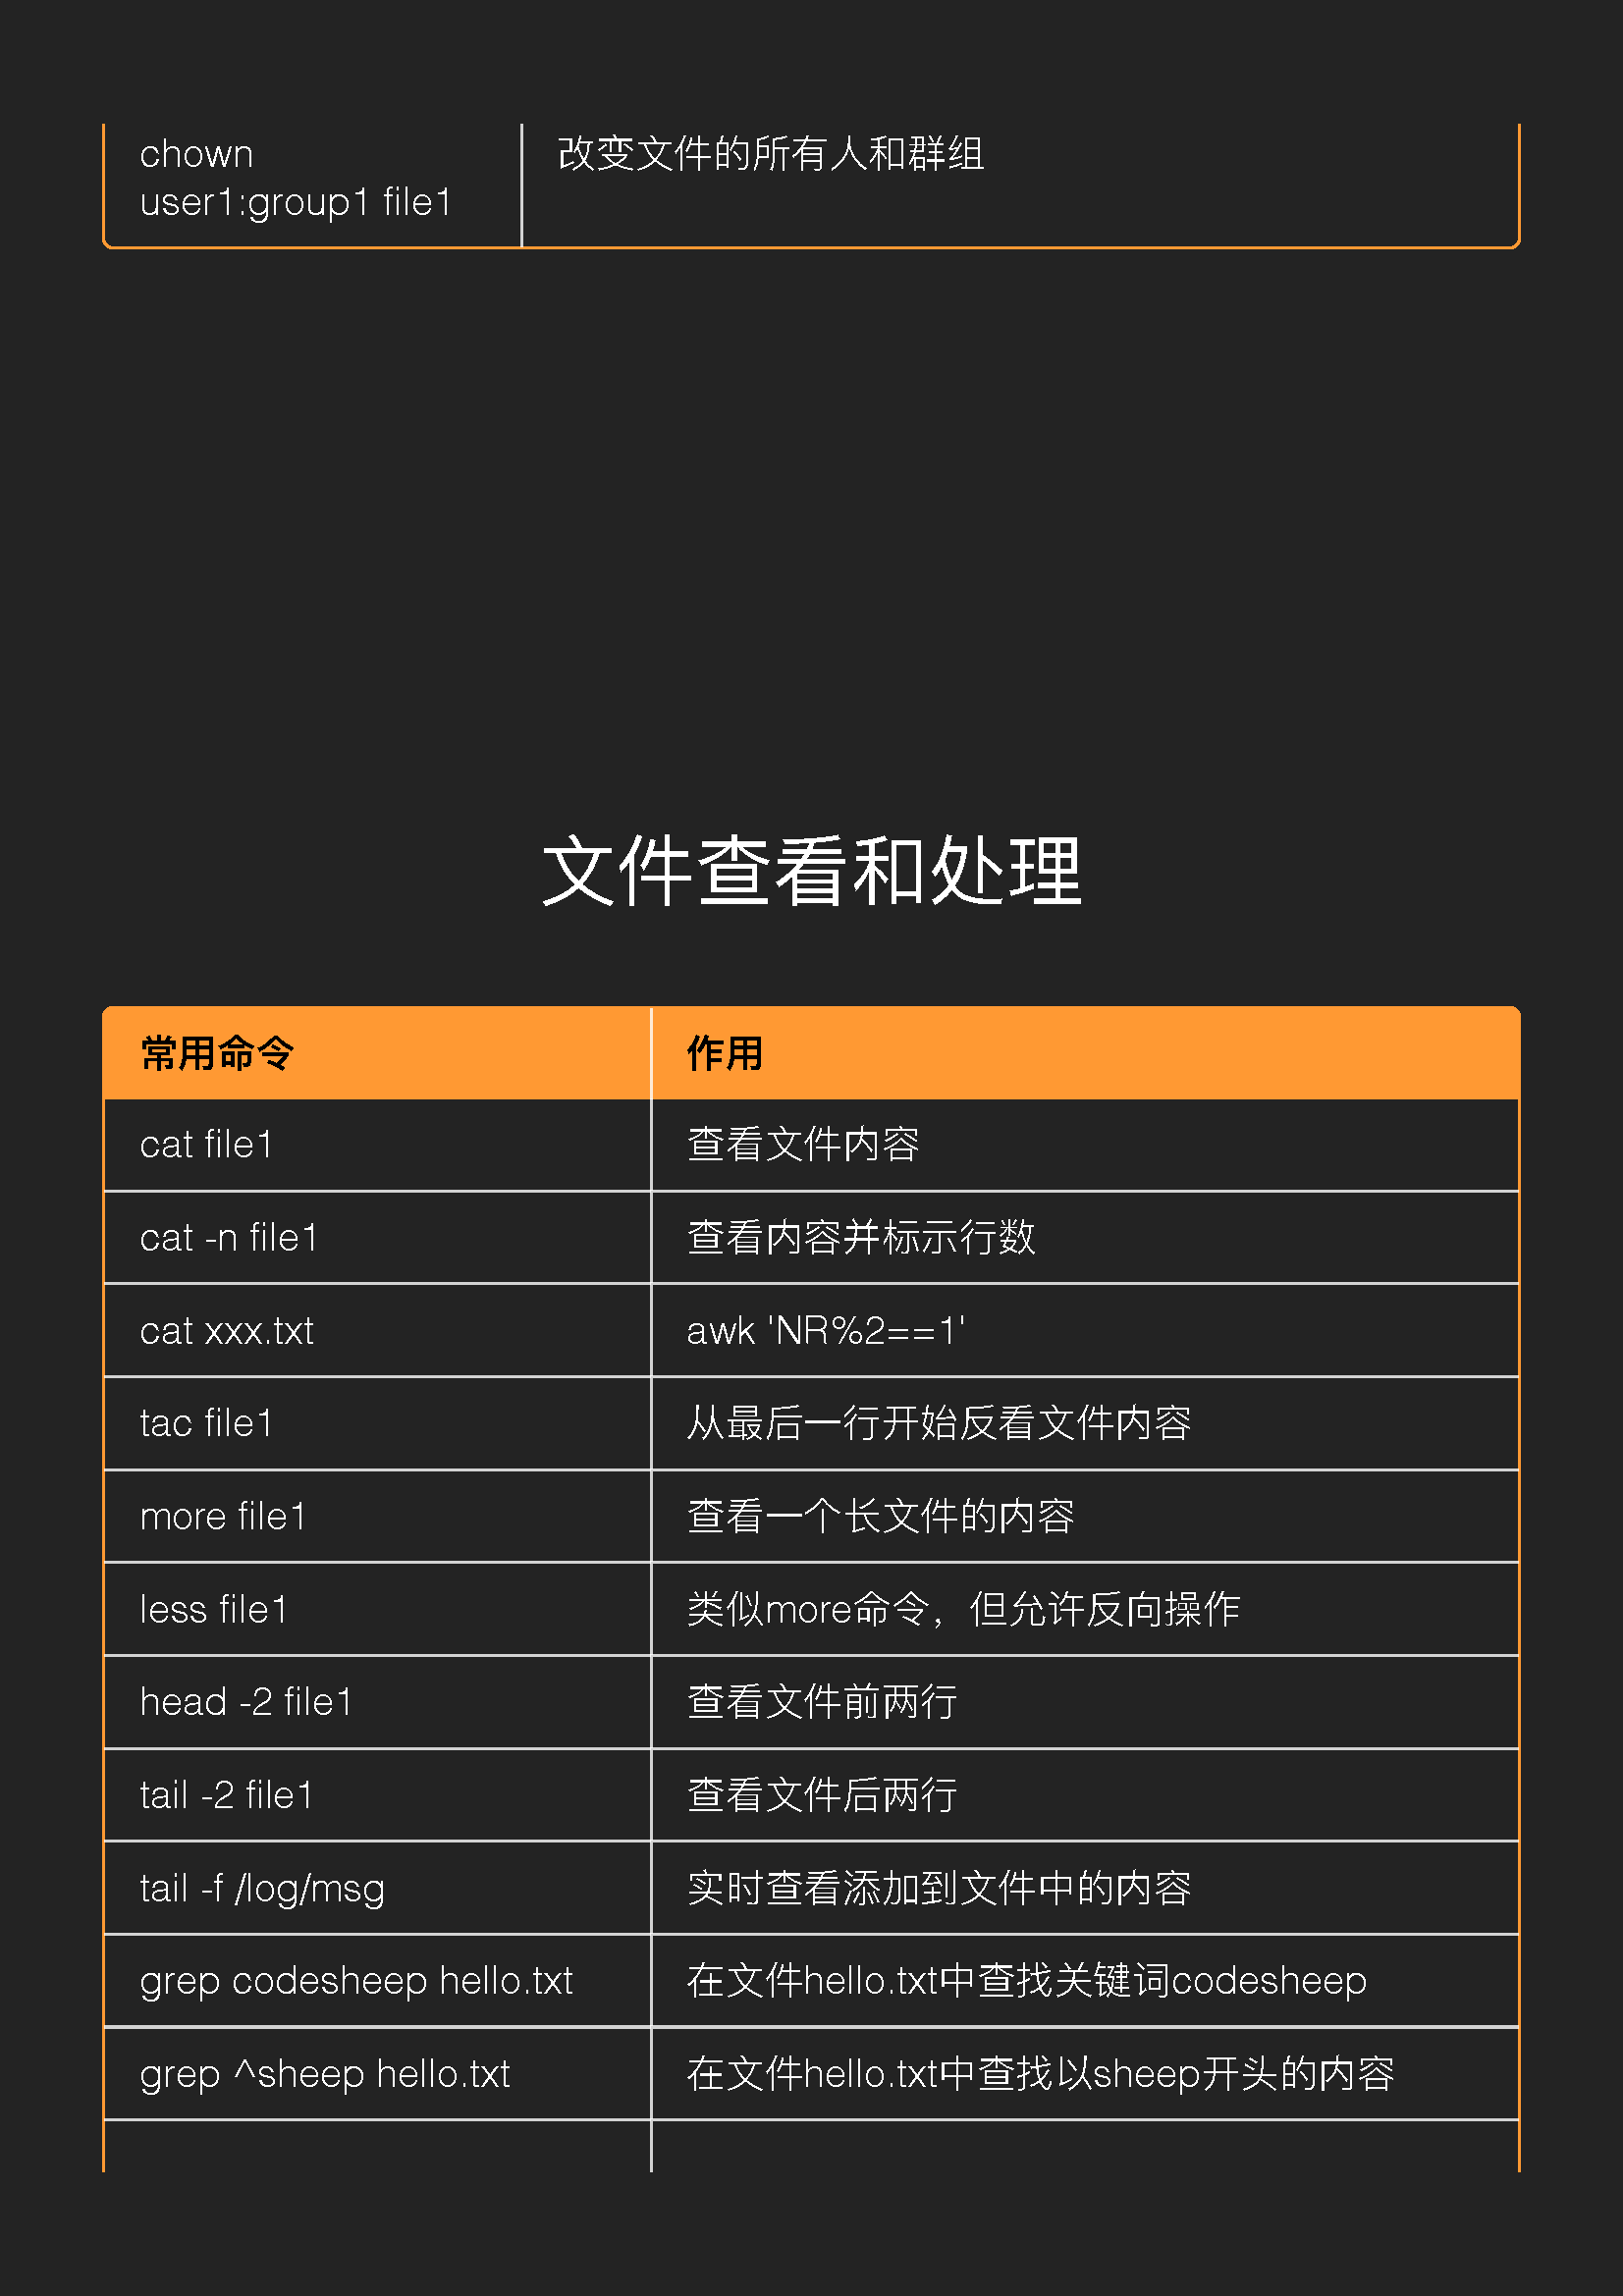 chown
user1:group1 file1
改变文件的所有人和群组
文件查看和处理
常用命令
作用
cat file1
查看文件内容
cat -n file1
查看内容并标示行数
cat xxx.txt
awk 'NR%2==1'
tac file1
从最后一行开始反看文件内容
more file1
查看一个长文件的内容
less file1
类似more命令，但允许反向操作
head -2 file1
查看文件前两行
tail -2 file1
查看文件后两行
tail -f /log/msg
实时查看添加到文件中的内容
grep codesheep hello.txt
在文件hello.txt中查找关键词codesheep
grep ^sheep hello.txt
在文件hello.txt中查找以sheep开头的内容